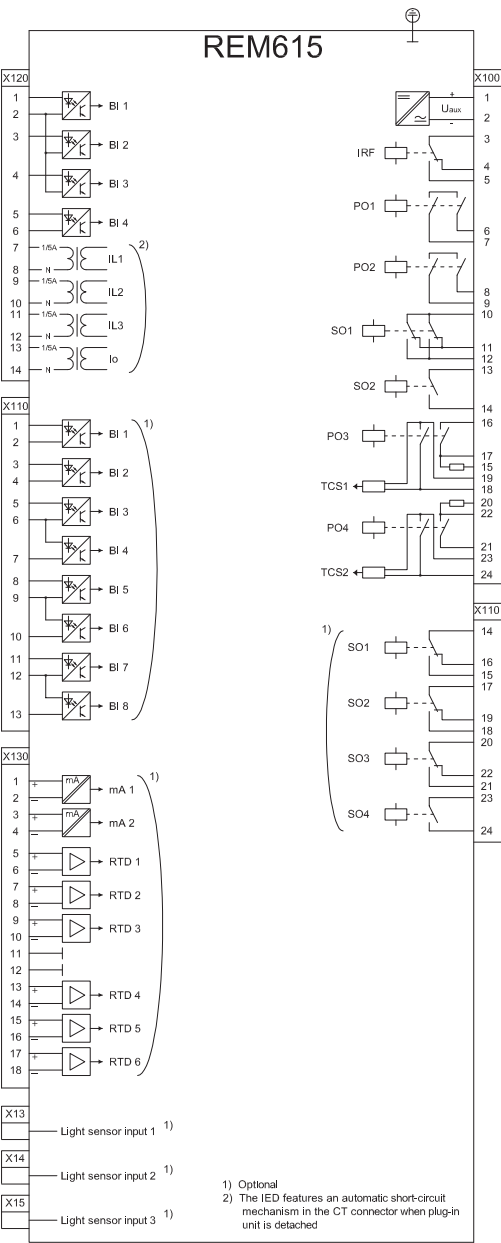 REM615
X120
1
2
BI 1
3
BI 2
4
BI 3
5
6
BI 4
7
1/5A
2)
8
N
IL1
9
1/5A
10
N
IL2
11
1/5A
12
N
IL3
13
1/5A
14
N
Io
X110
1
2
BI 1
1)
3
4
BI 2
5
6
BI 3
7
BI 4
8
9
BI 5
10
BI 6
11
12
BI 7
13
BI 8
X130
1
+
2
–
mA
mA 1
1)
3
+
4
–
mA
mA 2
5
+
6
–
RTD 1
7
+
8
–
RTD 2
9
+
10
–
RTD 3
11
12
13
+
14
–
RTD 4
15
+
16
–
RTD 5
17
+
18
–
RTD 6
X13
Light sensor input 1 1)
X14
Light sensor input 2 1)
X15
Light sensor input 3 1)
X100
+
1
Uaux
-
2
3
IRF
4
5
PO1
6
7
PO2
8
9
10
SO1
11
12
13
SO2
14
16
PO3
17
15
19
TCS1
18
20
22
PO4
21
23
TCS2
24
X110
1)
14
SO1
16
15
17
SO2
19
18
20
SO3
22
21
23
SO4
24
1) Optional
2) The IED features an automatic short-circuit
mechanism in the CT connector when plug-in
unit is detached